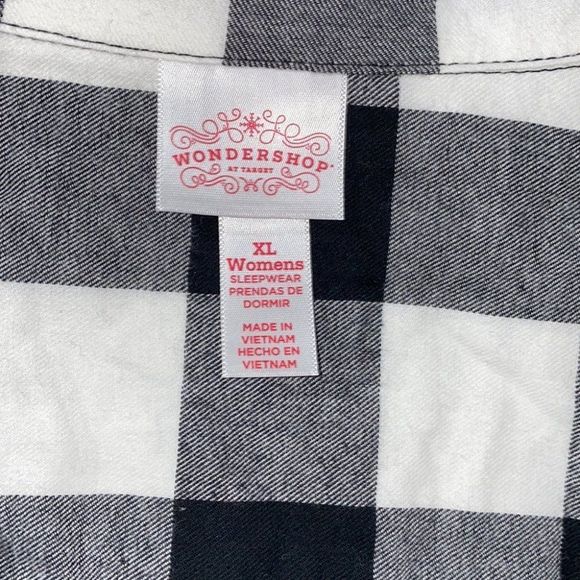 WONDERSHOP
AT TARGET
XL
Womens
SLEEPWEAR
PRENDAS DE
DORMIR
MADE IN
VIETNAM
HECHO EN
VIETNAM